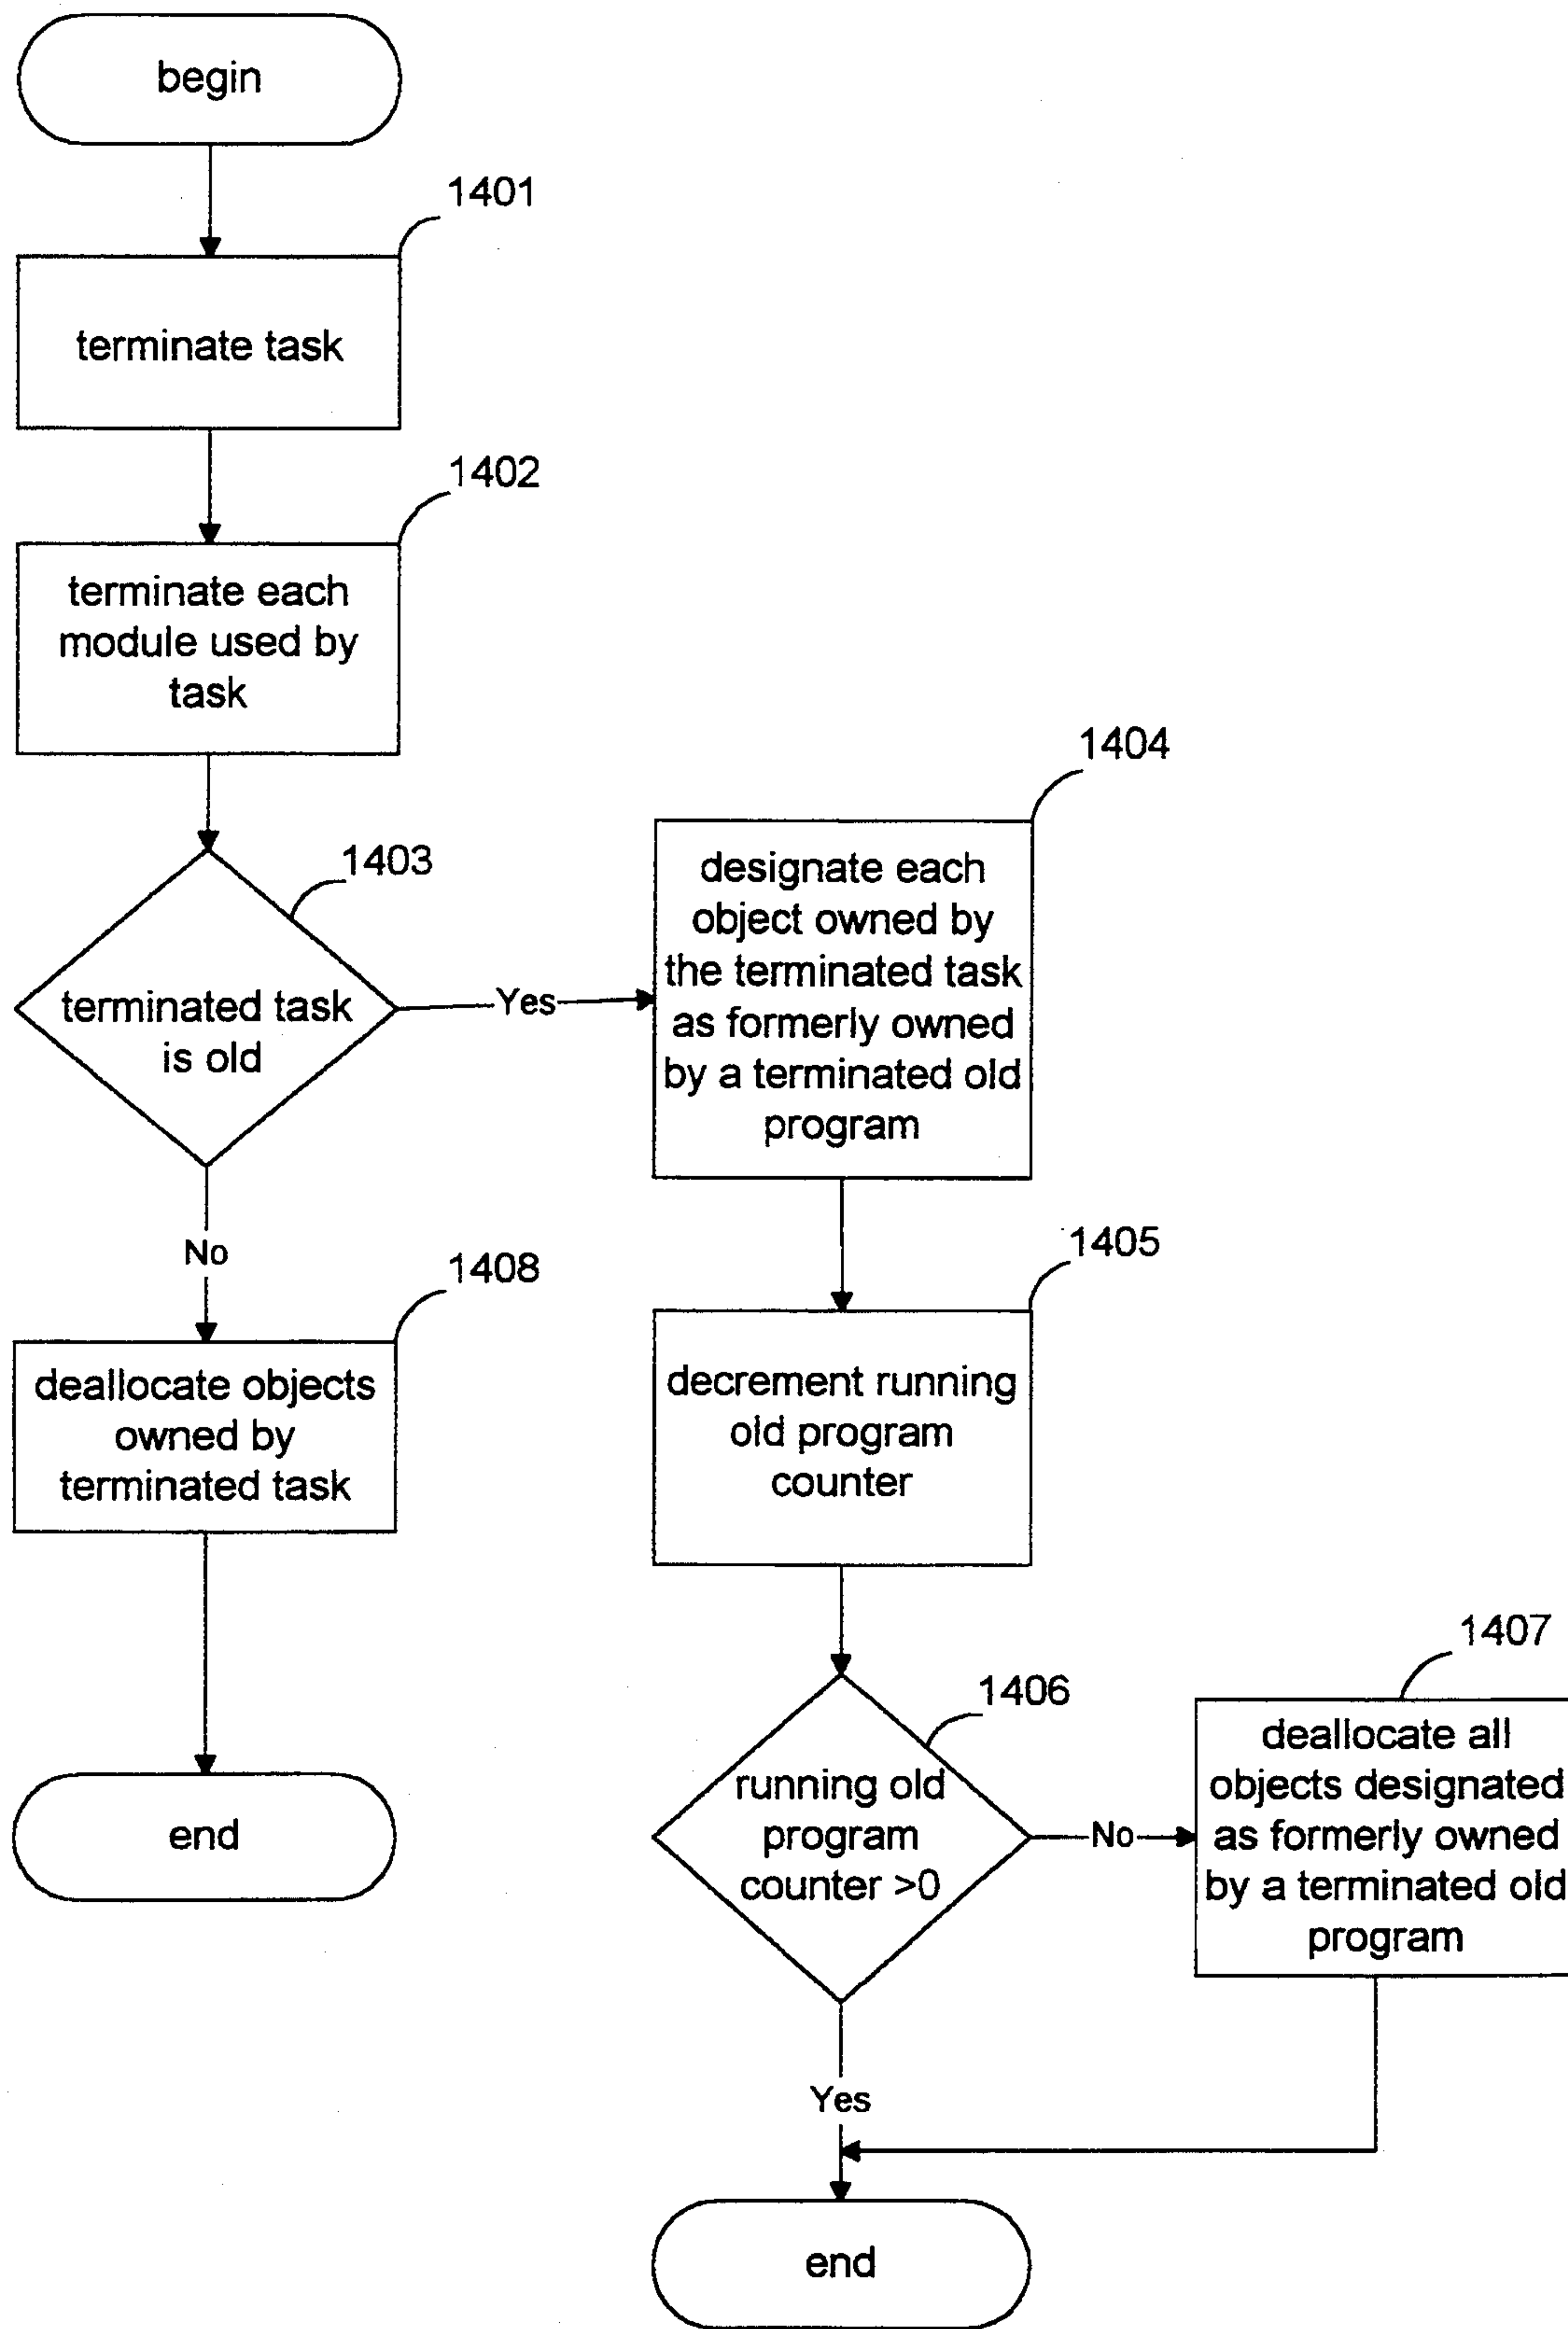 begin
1401
terminate task
1402
terminate each
module used by
task
1403
terminated task
is old
Yes
No
1408
deallocate objects
owned by
terminated task
end
1404
designate each
object owned by
the terminated task
as formerly owned
by a terminated old
program
1405
decrement running
old program
counter
1406
running old
program
counter >0
No
Yes
1407
deallocate all
objects designated
as formerly owned
by a terminated old
program
end